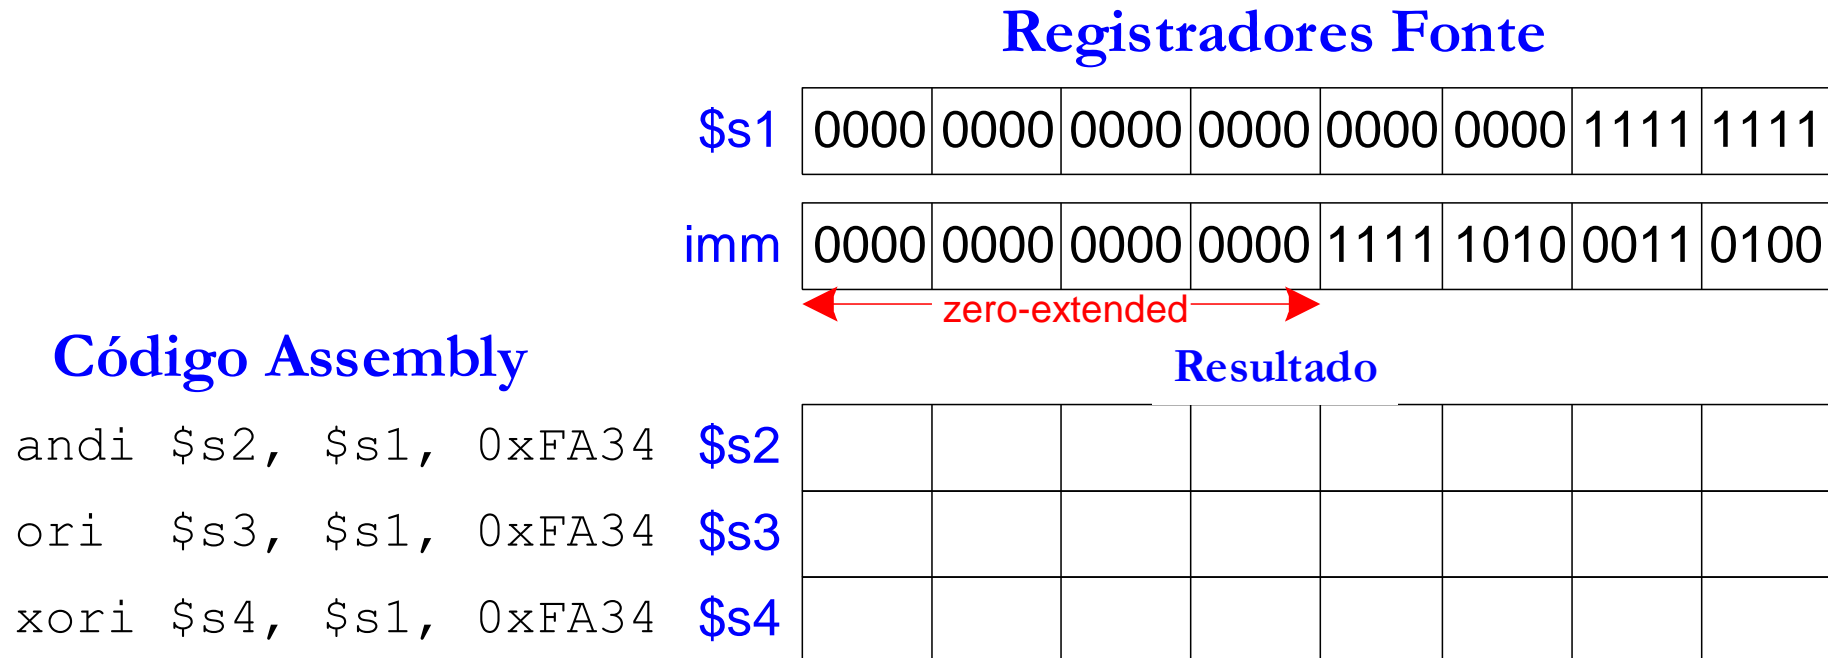 Registradores Fonte
$s1 0000 0000 0000 0000 0000 0000 1111 1111
imm 0000 0000 0000 0000 1111 1010 0011 0100
zero-extended
Código Assembly
Resultado
andi $s2, $s1, 0xFA34 $s2
ori $s3, $s1, 0xFA34 $s3
xori $s4, $s1, 0xFA34 $s4